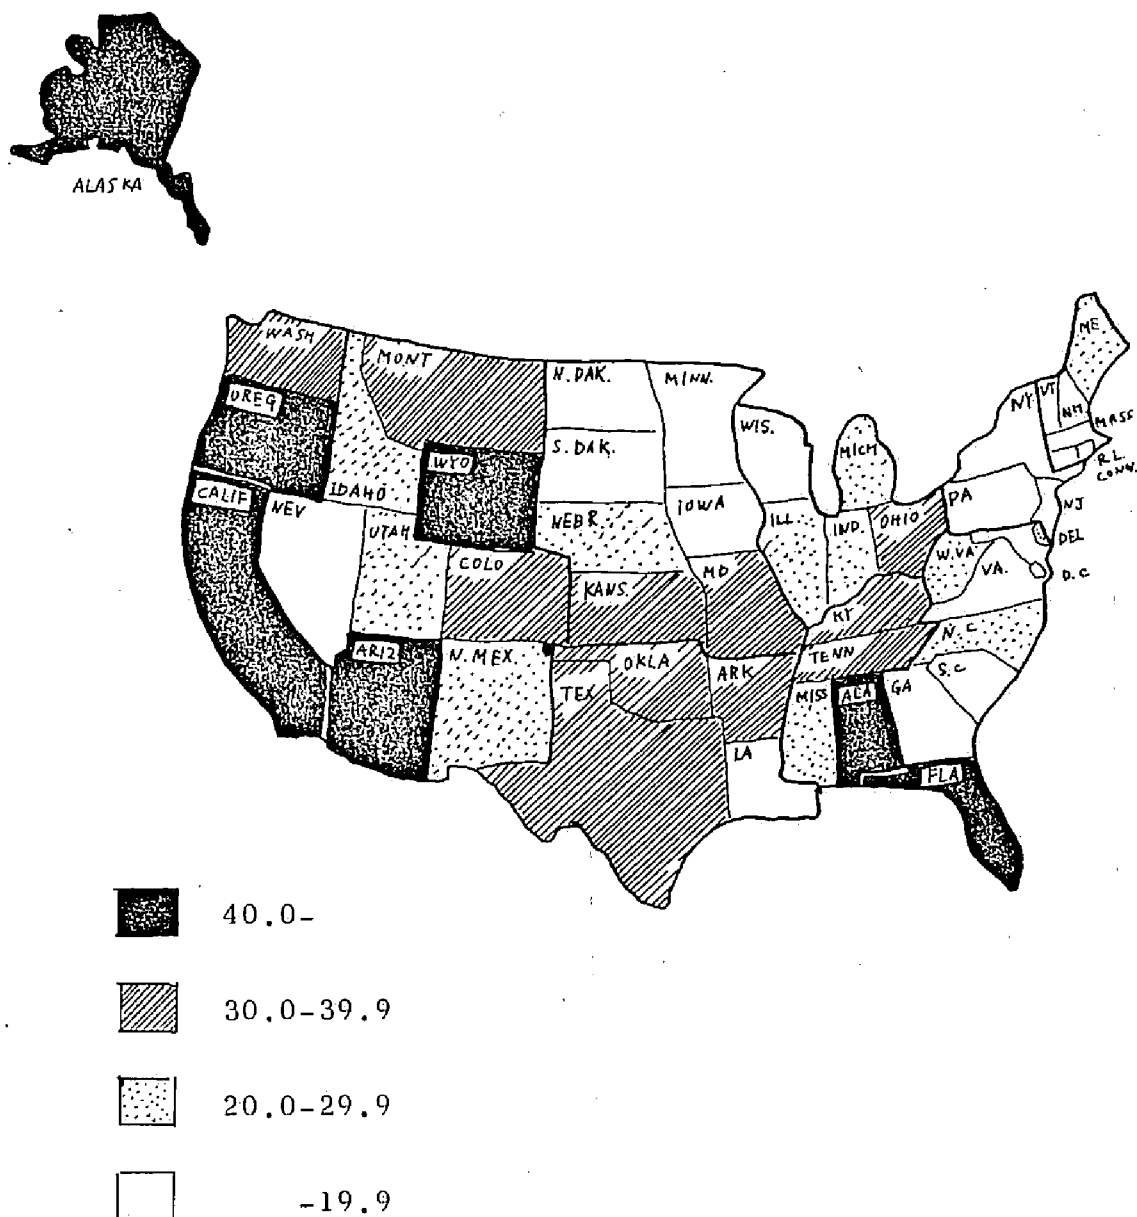 ALASKA
WASH
MONT
N.DAK.
MINN.
ME
OREG
S.DAK.
WIS.
MICH
NY.
VT
NH
MASS
R.I.
CONN.
WYO
IDAHO
CALIF
NEV
UTAH
NEBR
IOWA
ILL
IND.
OHIO
PA
NJ
DEL
W.VA
VA.
D.C
COLO
KANS.
MO
KY
N.C
ARIZ
N.MEX.
OKLA
ARK
TENN
S.C
TEX
MISS
ALA
GA
LA
FLA
40.0-
30.0-39.9
20.0-29.9
-19.9